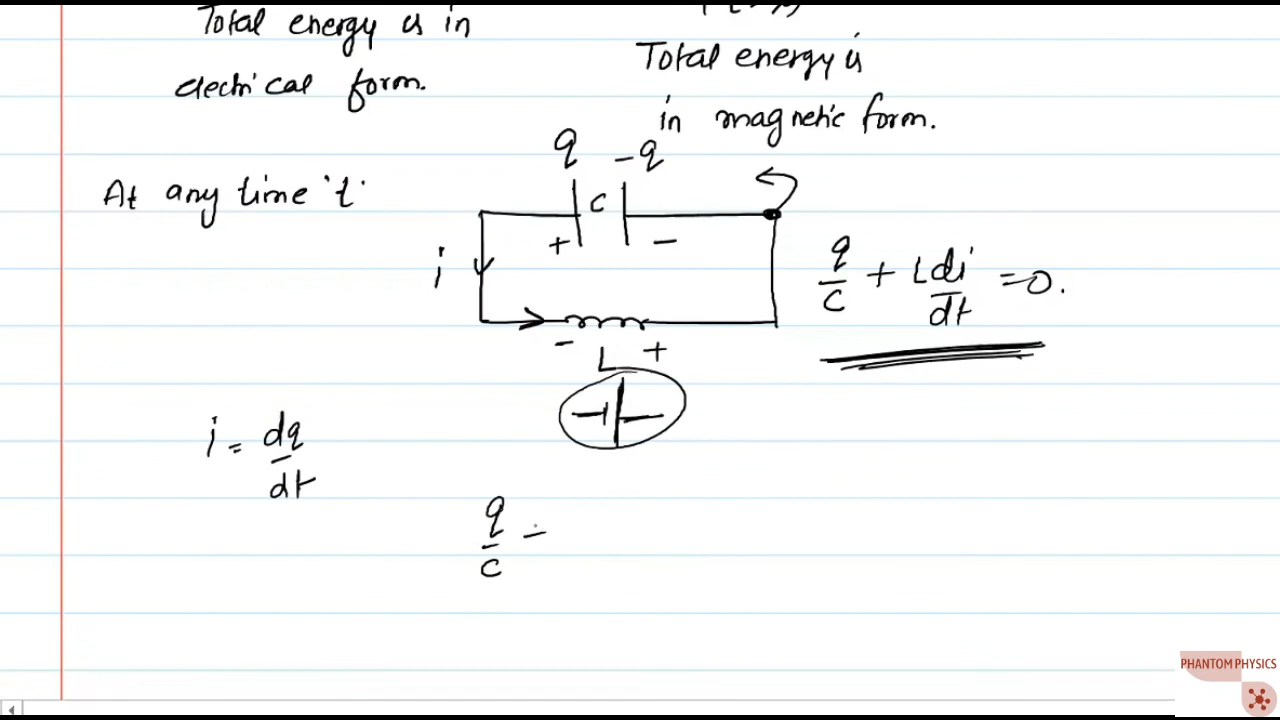 Total energy is in
electrical form.
Total energy is
in magnetic form.
At any time 't'
q -q
C
+ -
i
- L +
q/c + L di/dt = 0.
i = dq/dt
q/c -
PHANTOM PHYSICS